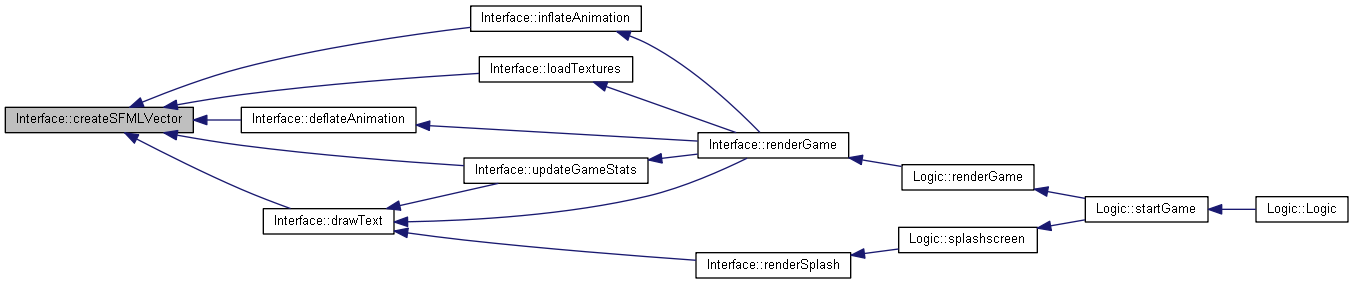 Interface::inflateAnimation
Interface::loadTextures
Interface::createSFMLVector
Interface::deflateAnimation
Interface::renderGame
Interface::updateGameStats
Logic::renderGame
Interface::drawText
Logic::startGame
Logic::Logic
Logic::splashscreen
Interface::renderSplash